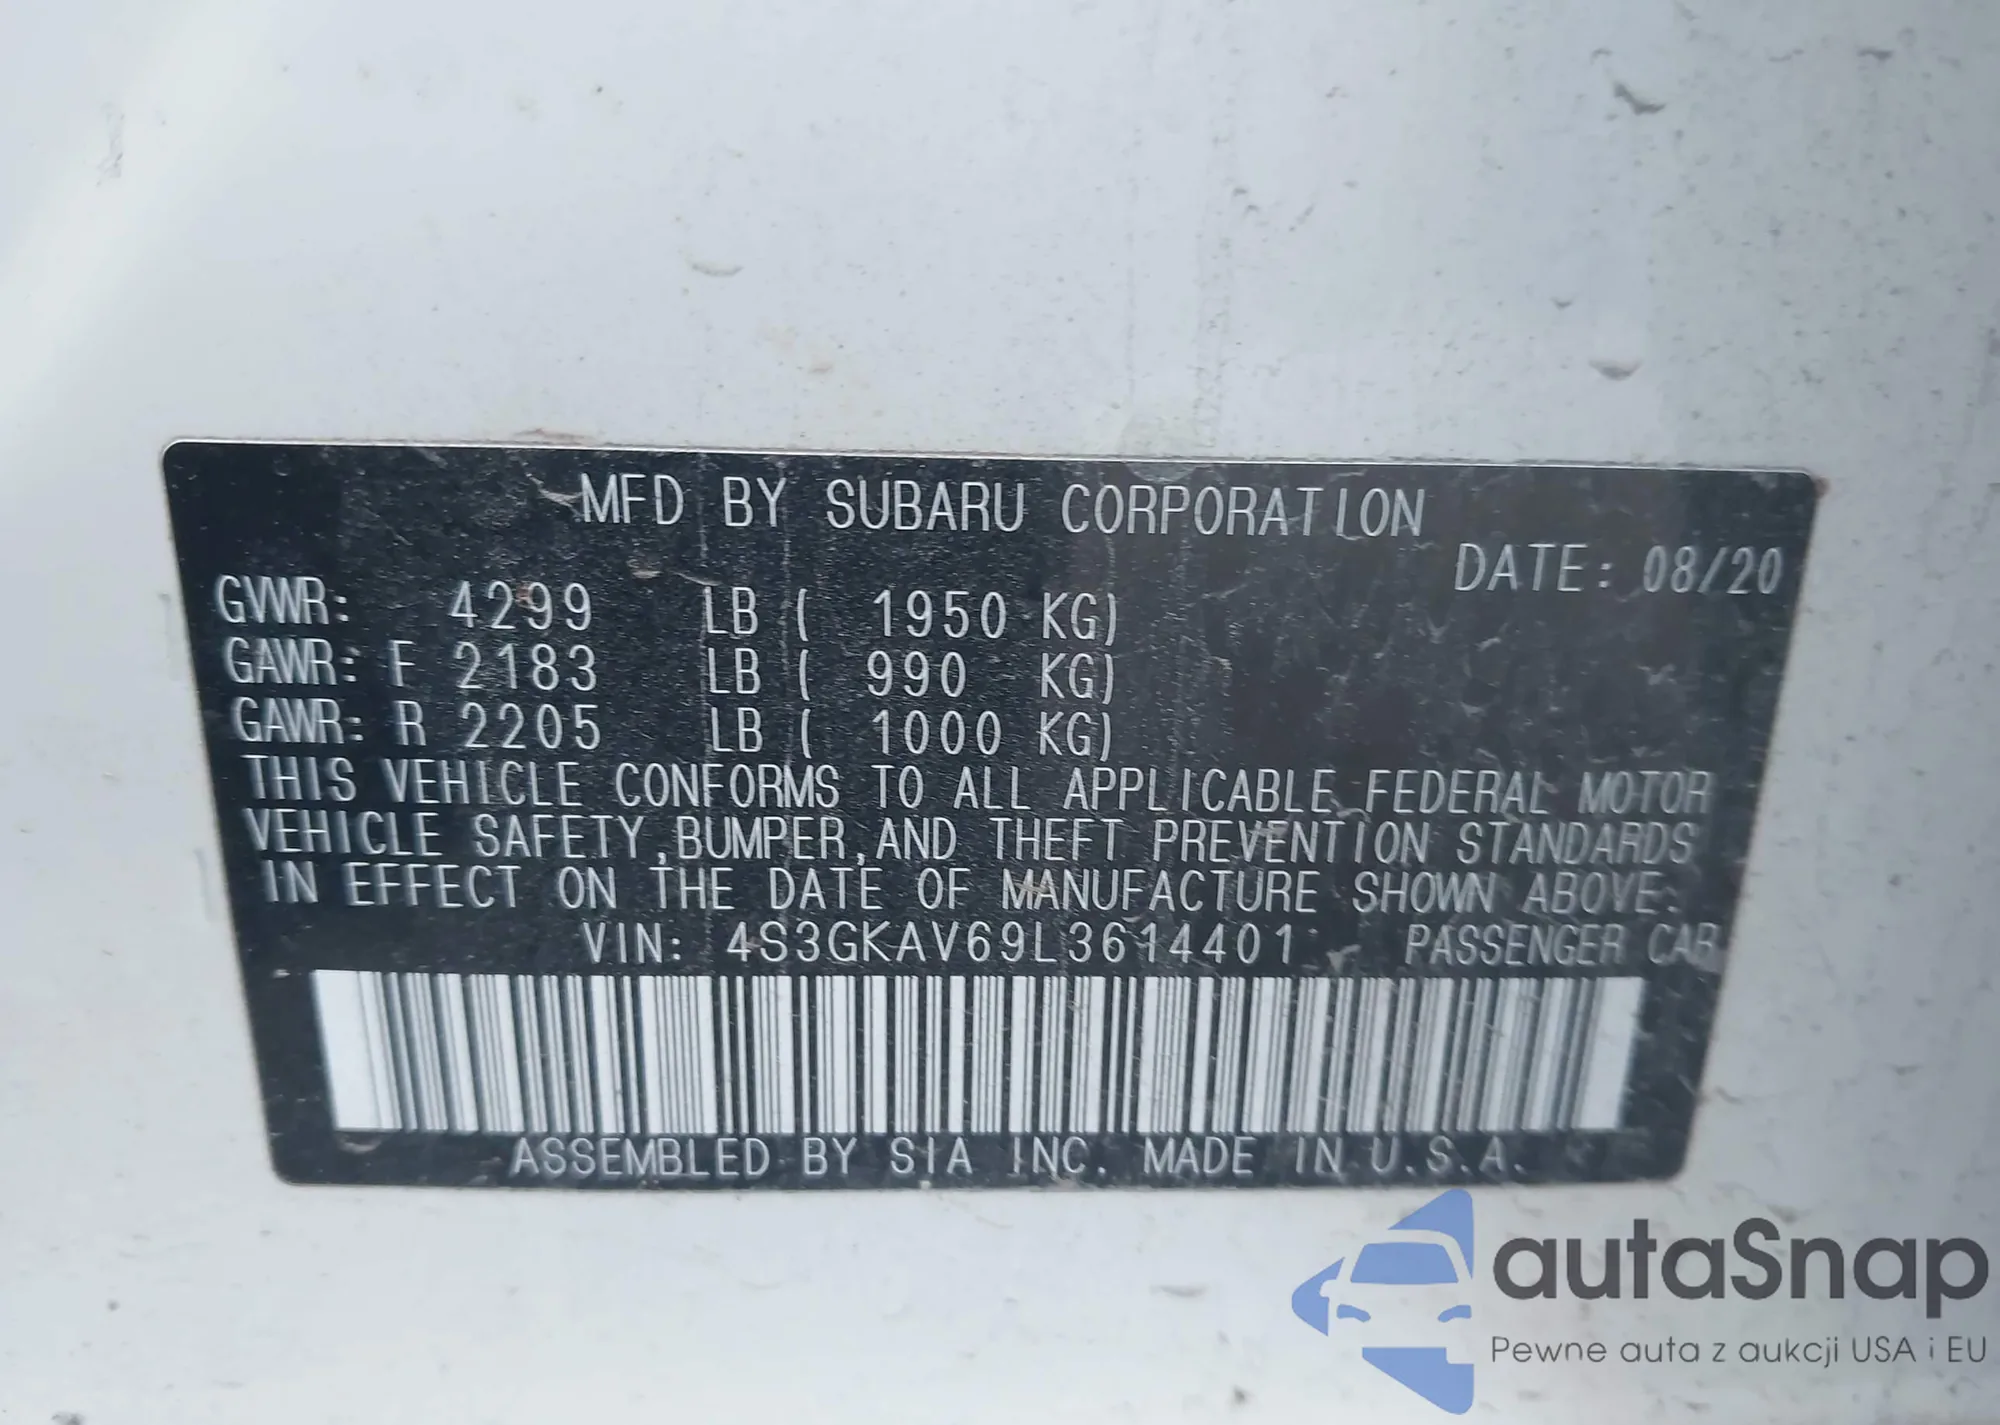 MFD BY SUBARU CORPORATION
DATE: 08/20
GVWR: 4299 LB ( 1950 KG)
GAWR: F 2183 LB ( 990 KG)
GAWR: R 2205 LB ( 1000 KG)
THIS VEHICLE CONFORMS TO ALL APPLICABLE FEDERAL MOTOR
VEHICLE SAFETY,BUMPER,AND THEFT PREVENTION STANDARDS
IN EFFECT ON THE DATE OF MANUFACTURE SHOWN ABOVE.
VIN: 4S3GKAV69L3614401 PASSENGER CAR
ASSEMBLED BY SIA INC. MADE IN U.S.A.
autaSnap
Pewne auta z aukcji USA i EU